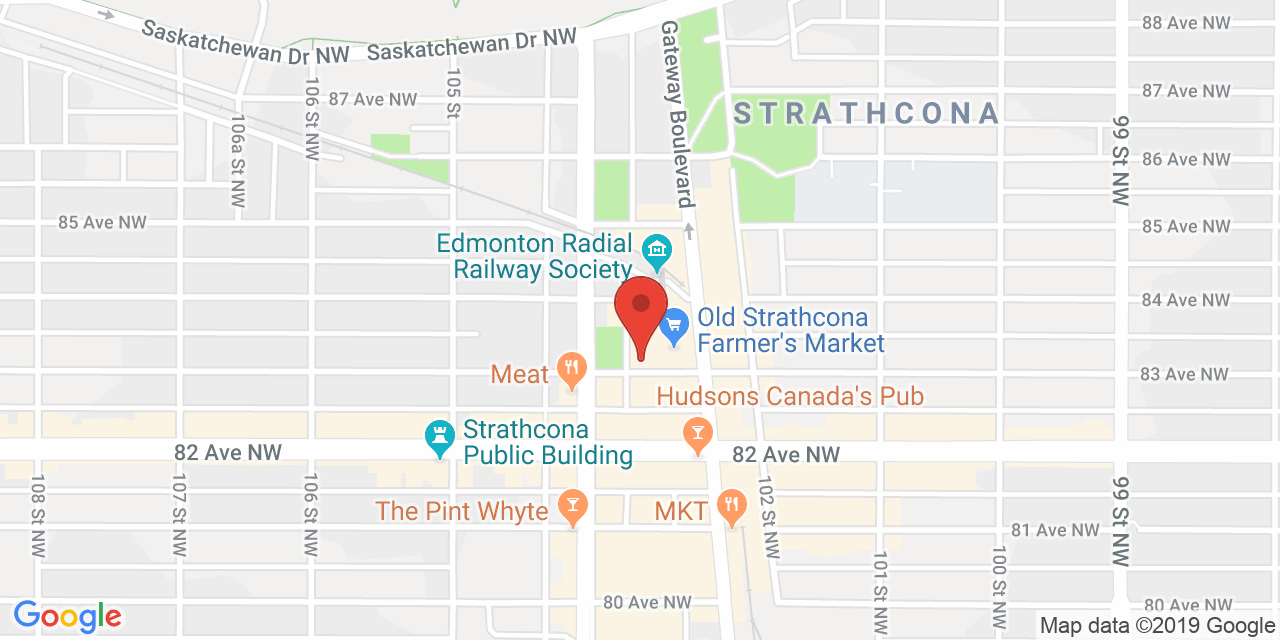 88 Ave NW
Saskatchewan Dr NW
Saskatchewan Dr NW
Gateway Boulevard
105 St
106 St NW
106a St NW
87 Ave NW
87 Ave NW
STRATHCONA
99 St NW
86 Ave NW
85 Ave NW
85 Ave NW
Edmonton Radial
Railway Society
84 Ave NW
Old Strathcona
Farmer's Market
Meat
83 Ave NW
Hudsons Canada's Pub
Strathcona
Public Building
82 Ave NW
82 Ave NW
108 St NW
107 St NW
106 St NW
The Pint Whyte
MKT
102 St NW
99 St NW
81 Ave NW
101 St NW
100 St NW
80 Ave NW
80 Ave NW
Google
Map data ©2019 Google